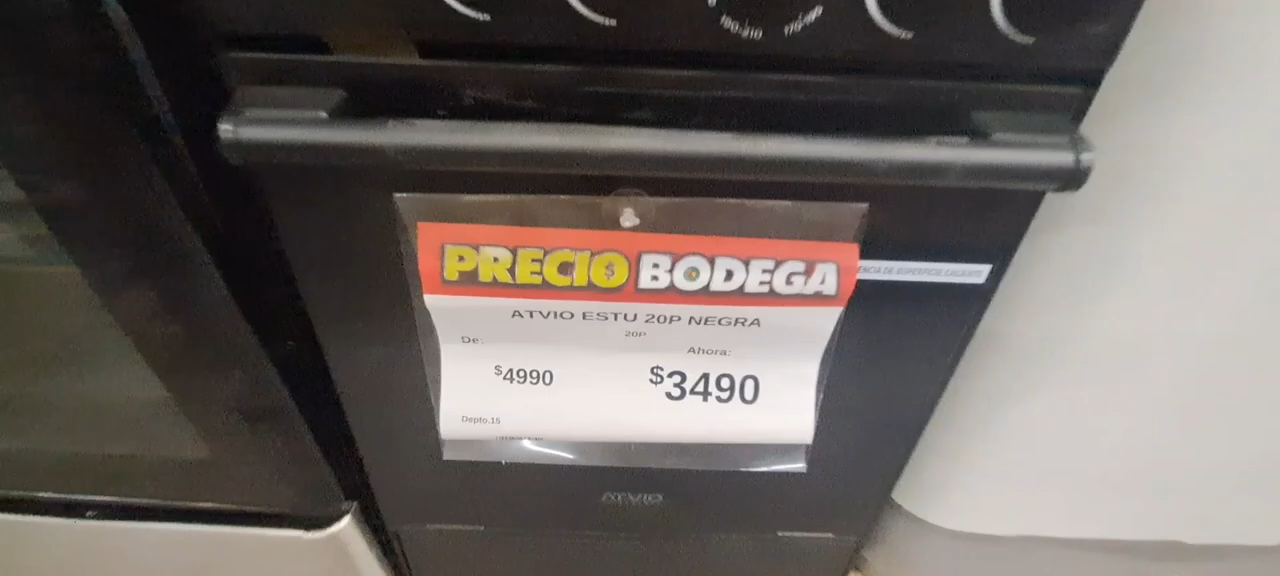 PRECIO BODEGA
ATVIO ESTU 20P NEGRA
20P
De:
Ahora:
$4990
$3490
Depto.15
ATVIO